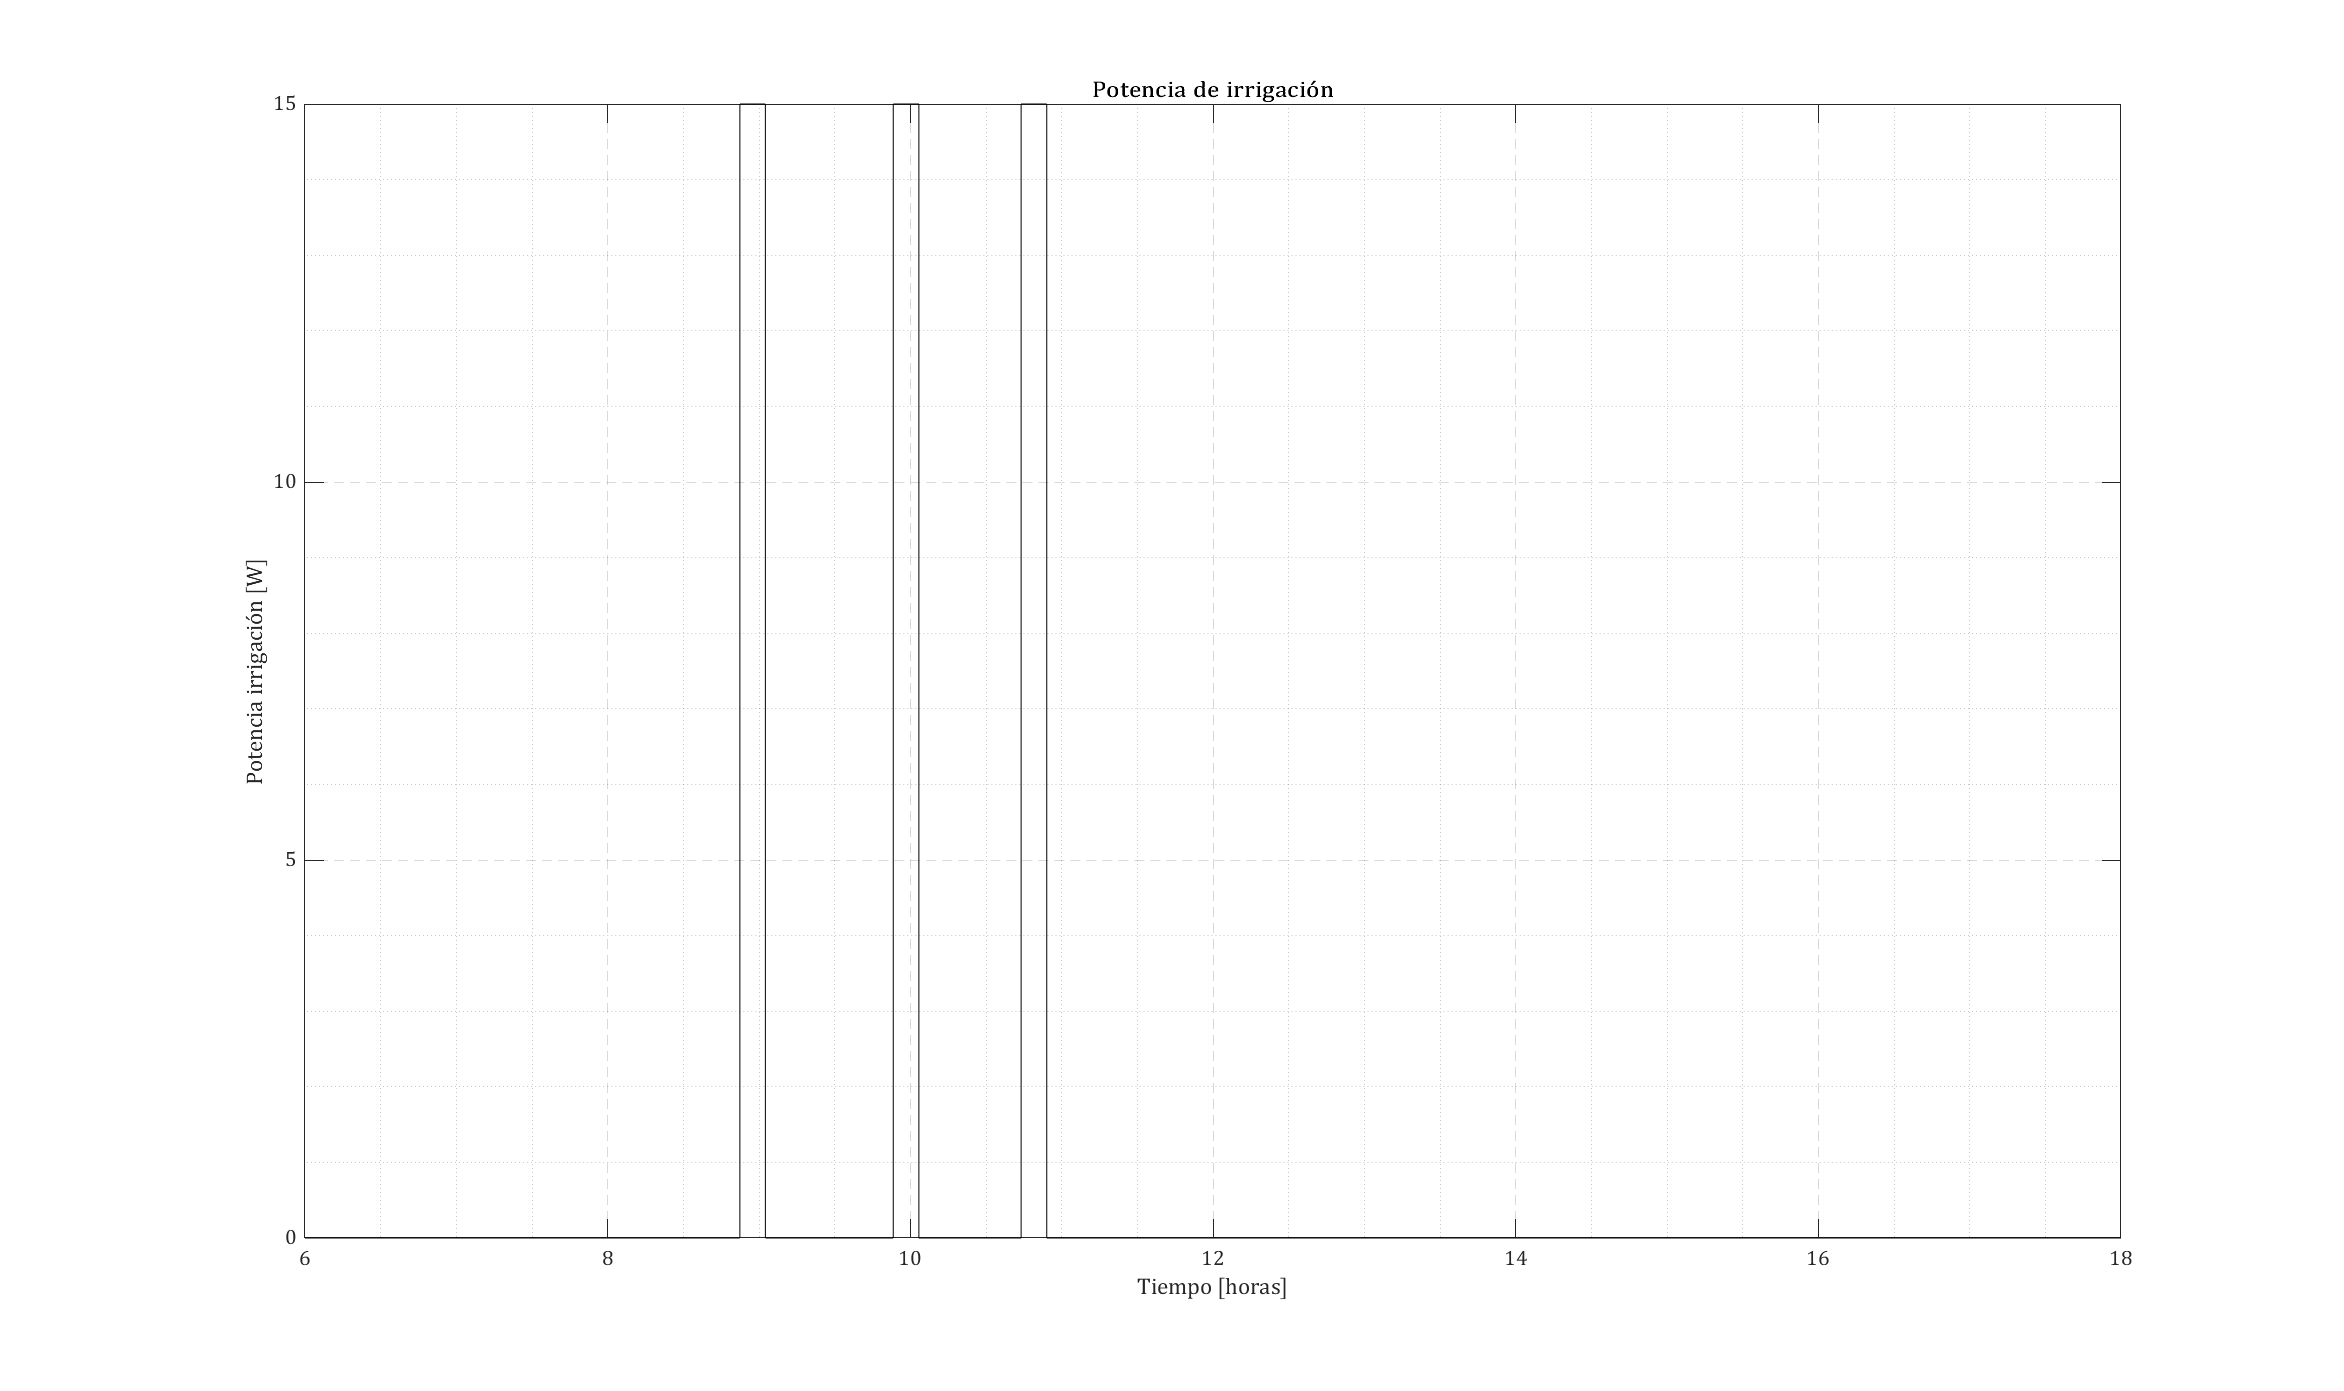 Potencia de irrigación
15
10
5
0
Potencia irrigación [W]
6 8 10 12 14 16 18
Tiempo [horas]